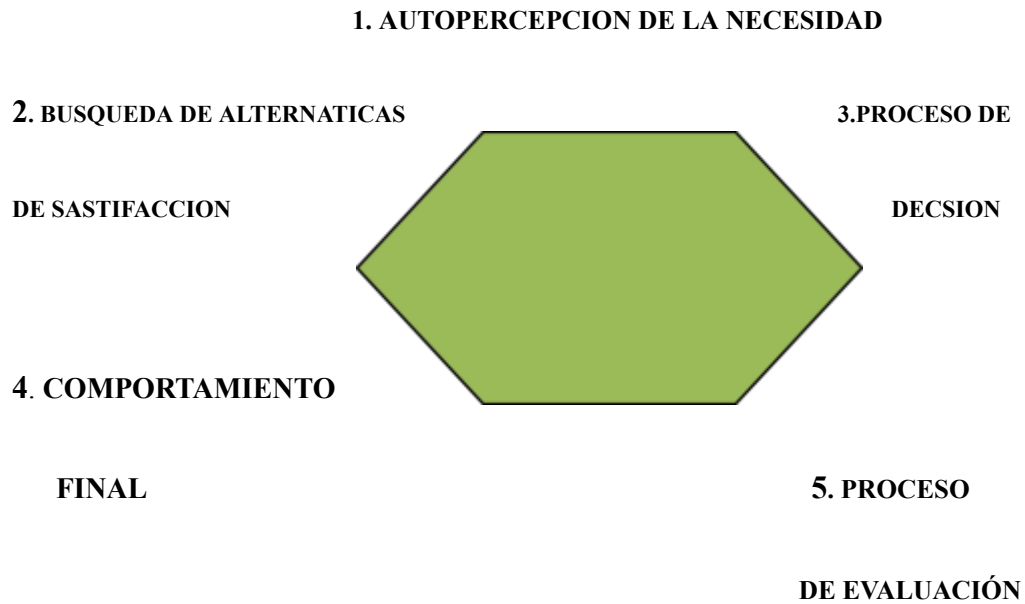 1. AUTOPERCEPCION DE LA NECESIDAD
2. BUSQUEDA DE ALTERNATICAS
DE SASTIFACCION
3.PROCESO DE
DECSION
4. COMPORTAMIENTO
FINAL
5. PROCESO
DE EVALUACIÓN